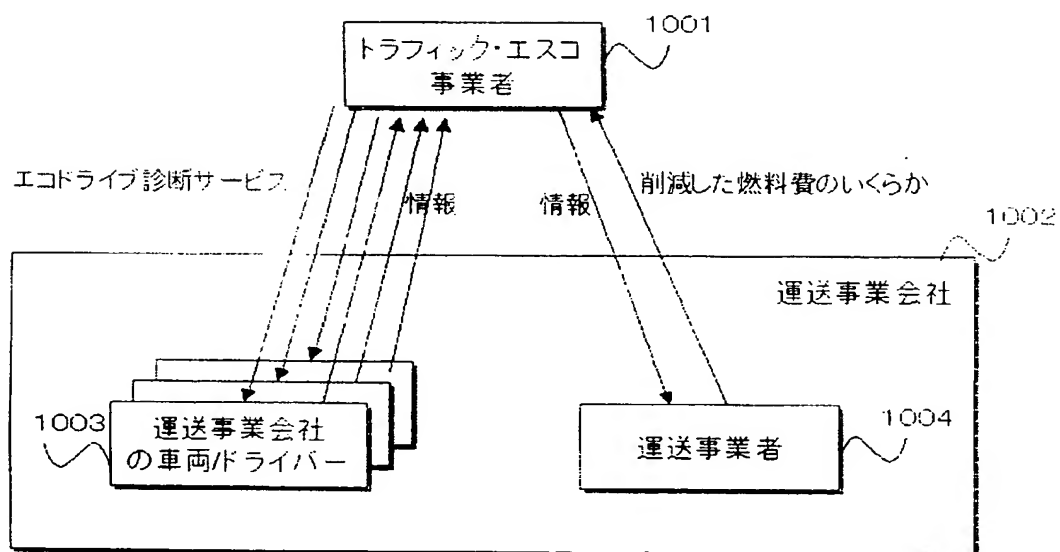 1001
トラフィック・エスコ
事業者
エコドライブ診断サービス
情報
情報
削減した燃料費のいくらか
1002
運送事業会社
1003
運送事業会社
の車両/ドライバー
運送事業者
1004